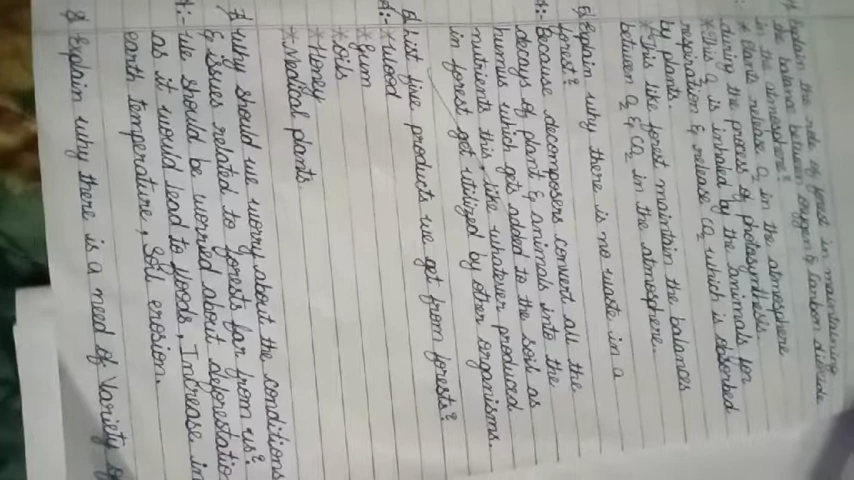 Explain the role of forest in maintaining
the balance between oxygen & Carbon dioxide
in the atmosphere?
* Plants release O2 in the atmosphere
during the process of photosynthesis.
* This O2 is inhaled by the animals for
respiration & release CO2 which is absorbed
by plants.
* This like forest maintain the balances
between O2 & CO2 in the atmosphere.
5) Explain why there is no waste in a
forest?
A:- Because decomposers convert all the
decays of plants & animals into the
humus which gets added to the soil as
nutrients this like whatever produced
in forest get utilized by other organisms.
6) List five products we get from forests?
A:- * Wood
* Gum
* Oils
* Honey
* Medical plants.
7) Why should we worry about the conditions
& issues related to forests far from us?
A:- We should be worried about deforestation
as it would lead to floods, Increase in
earth temperature, Soil erosion.
8) Explain why there is a need of Variety of